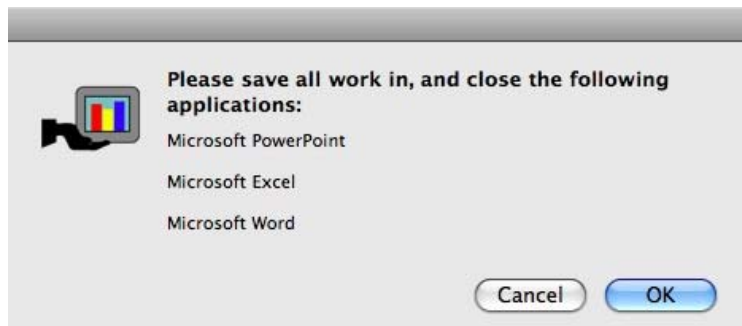 Please save all work in, and close the following
applications:
Microsoft PowerPoint
Microsoft Excel
Microsoft Word
Cancel OK